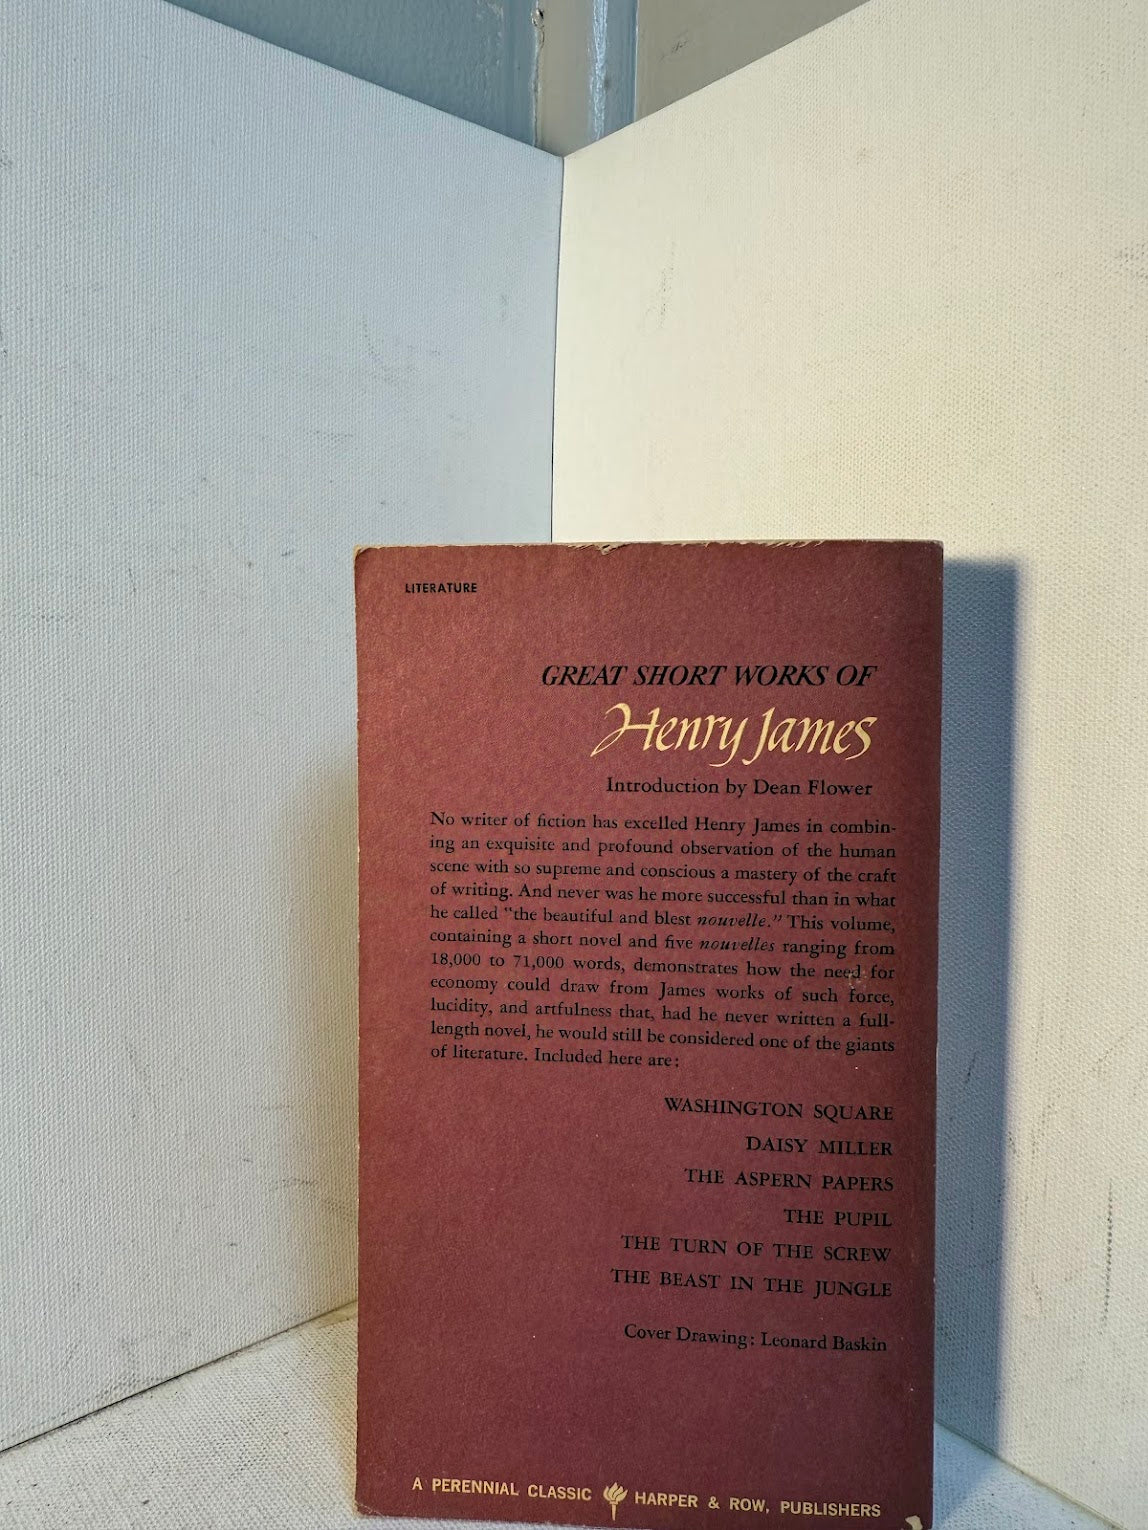 LITERATURE
GREAT SHORT WORKS OF
Henry James
Introduction by Dean Flower
No writer of fiction has excelled Henry James in combin-
ing an exquisite and profound observation of the human
scene with so supreme and conscious a mastery of the craft
of writing. And never was he more successful than in what
he called "the beautiful and blest nouvelle." This volume,
containing a short novel and five nouvelles ranging from
18,000 to 71,000 words, demonstrates how the need for
economy could draw from James works of such force,
lucidity, and artfulness that, had he never written a full-
length novel, he would still be considered one of the giants
of literature. Included here are:
WASHINGTON SQUARE
DAISY MILLER
THE ASPERN PAPERS
THE PUPIL
THE TURN OF THE SCREW
THE BEAST IN THE JUNGLE
Cover Drawing: Leonard Baskin
A PERENNIAL CLASSIC HARPER & ROW, PUBLISHERS